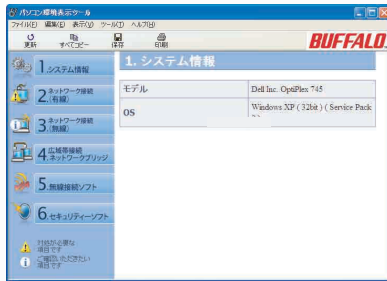 パソコン環境表示ツール
ファイル(F) 編集(E) 表示(V) ツール(T) ヘルプ(H)
更新 すべてコピー 保存 印刷
BUFFALO
1.システム情報
2.ネットワーク接続(有線)
3.ネットワーク接続(無線)
4.広域帯接続 ネットワークブリッジ
5.無線接続ソフト
6.セキュリティーソフト
対処が必要な
項目です
ご確認いただきたい
項目です
1. システム情報
モデル Dell Inc. OptiPlex 745
OS Windows XP ( 32bit ) ( Service Pack